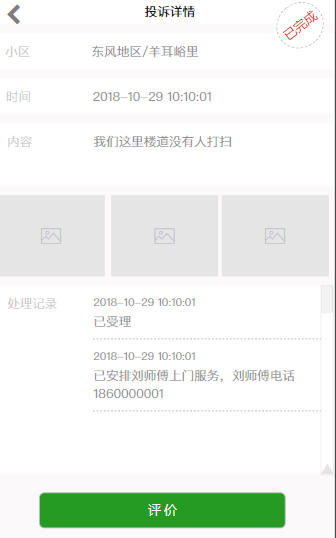 投诉详情
已完成
小区 东风地区/羊耳峪里
时间 2018-10-29 10:10:01
内容 我们这里楼道没有人打扫
处理记录 2018-10-29 10:10:01
已受理
2018-10-29 10:10:01
已安排刘师傅上门服务，刘师傅电话
1860000001
评价